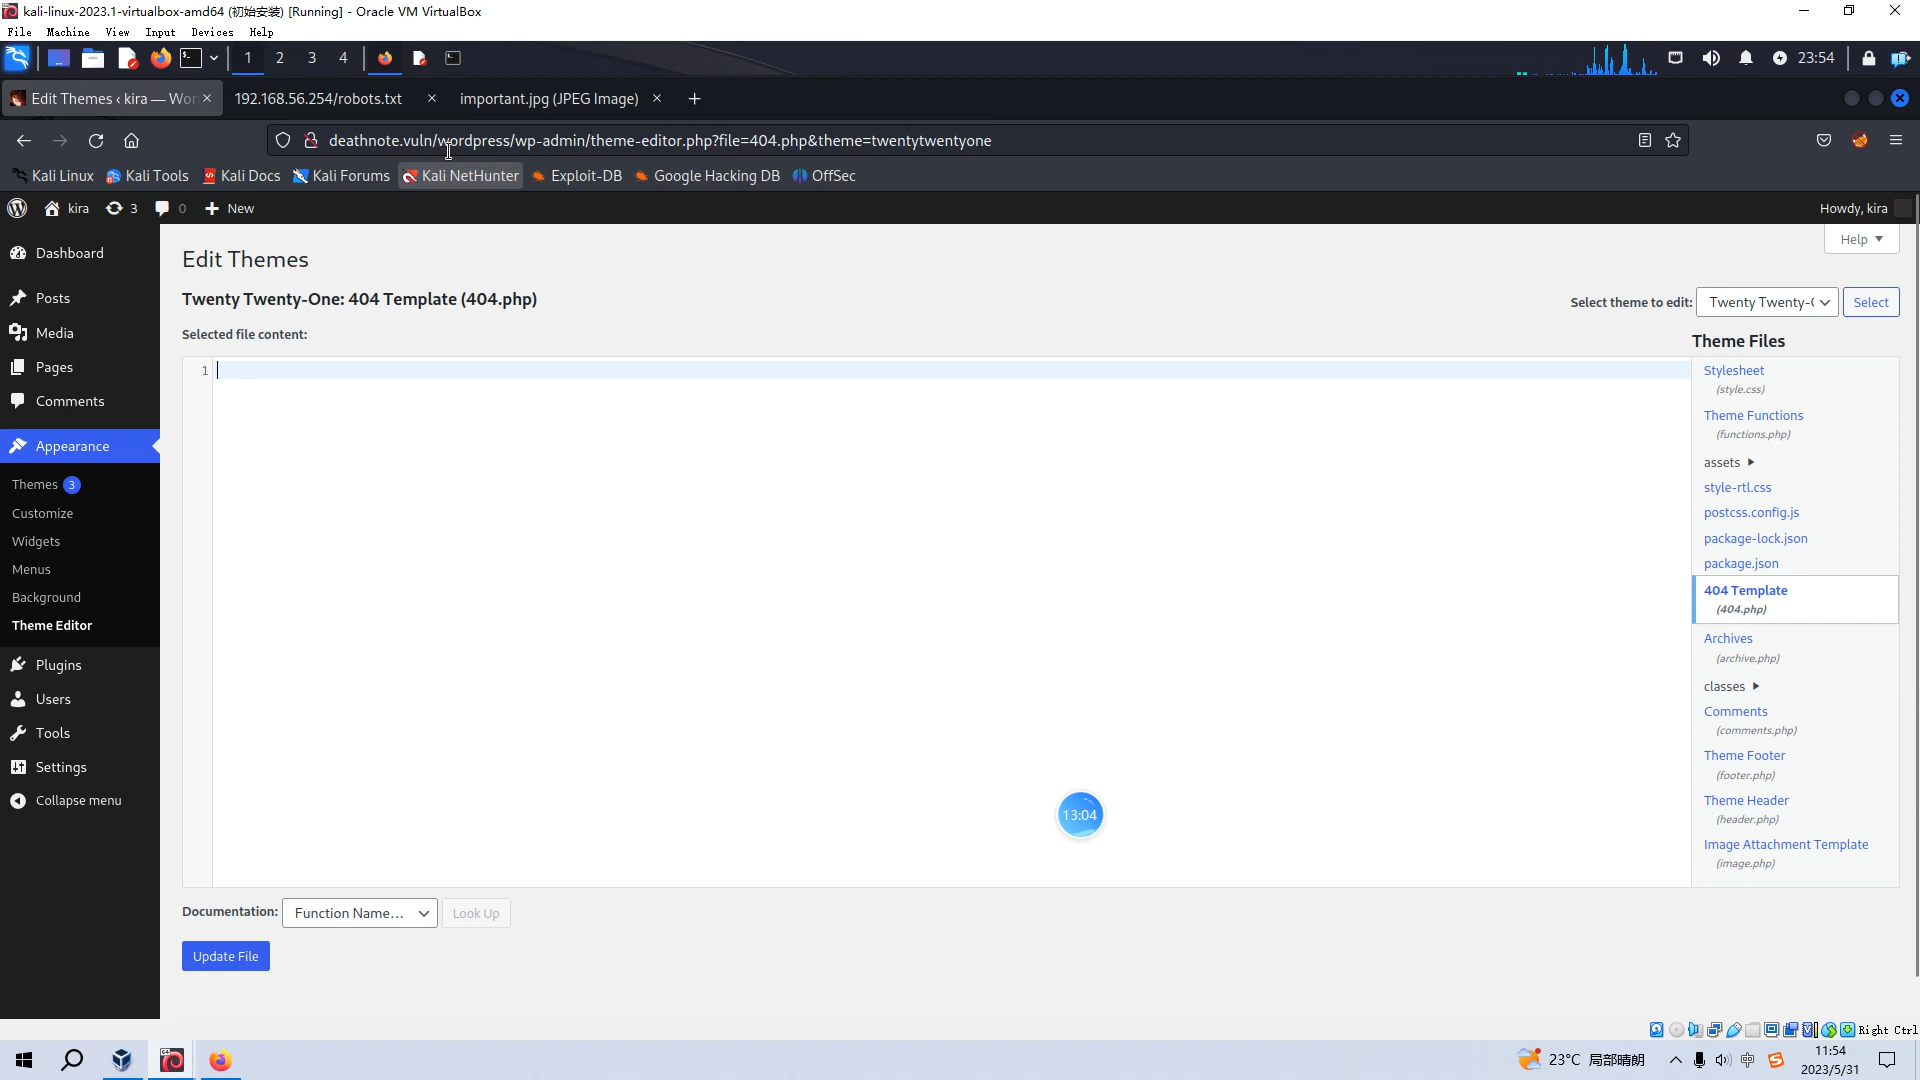 kali-linux-2023.1-virtualbox-amd64 (初始安装) [Running] - Oracle VM VirtualBox
File Machine View Input Devices Help
1 2 3 4 23:54
Edit Themes ‹ kira — Wor 192.168.56.254/robots.txt important.jpg (JPEG Image)
deathnote.vuln/wordpress/wp-admin/theme-editor.php?file=404.php&theme=twentytwentyone
Kali Linux Kali Tools Kali Docs Kali Forums Kali NetHunter Exploit-DB Google Hacking DB OffSec
kira 3 0 New Howdy, kira
Help
Dashboard
Posts
Media
Pages
Comments
Appearance
Themes 3
Customize
Widgets
Menus
Background
Theme Editor
Plugins
Users
Tools
Settings
Collapse menu
Edit Themes
Twenty Twenty-One: 404 Template (404.php)
Select theme to edit: Twenty Twenty-( Select
Selected file content:
1
Theme Files
Stylesheet
(style.css)
Theme Functions
(functions.php)
assets
style-rtl.css
postcss.config.js
package-lock.json
package.json
404 Template
(404.php)
Archives
(archive.php)
classes
Comments
(comments.php)
Theme Footer
(footer.php)
Theme Header
(header.php)
Image Attachment Template
(image.php)
13:04
Documentation: Function Name... Look Up
Update File
Right Ctrl
23°C 局部晴朗 中 11:54
2023/5/31